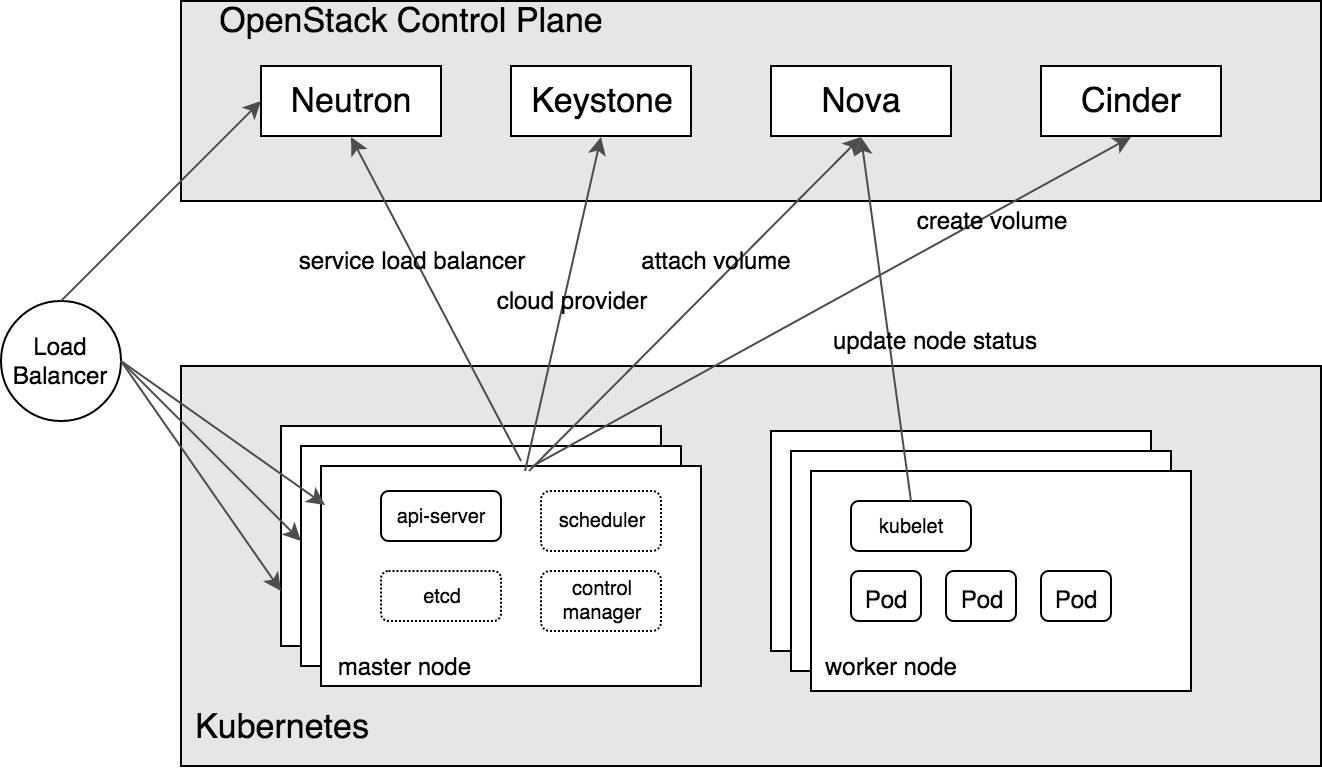 OpenStack Control Plane
Neutron
Keystone
Nova
Cinder
create volume
service load balancer
attach volume
cloud provider
update node status
Load
Balancer
api-server
scheduler
kubelet
etcd
control
manager
Pod
Pod
Pod
master node
worker node
Kubernetes